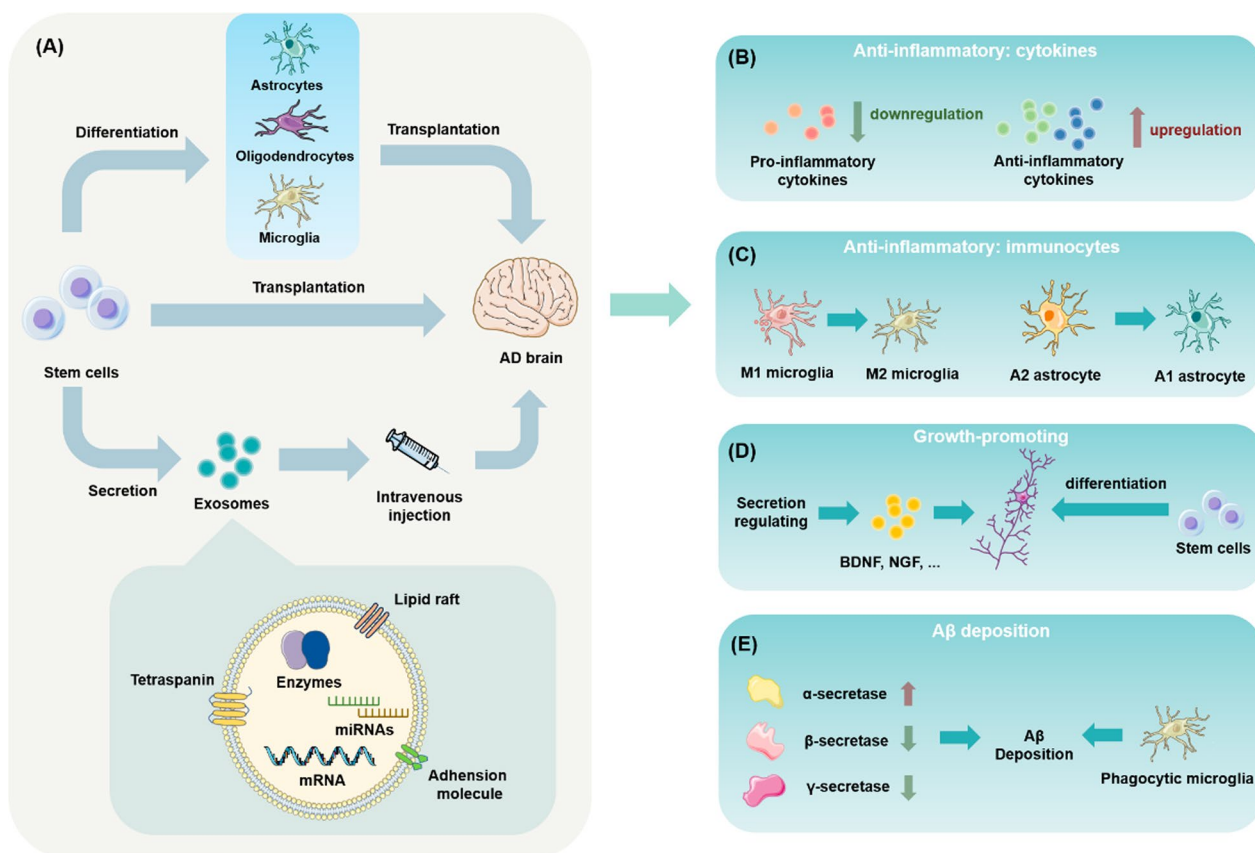 (A)
Astrocytes
Differentiation
Transplantation
Oligodendrocytes
Microglia
Transplantation
Stem cells
AD brain
Secretion
Exosomes
Intravenous
injection
Lipid raft
Tetraspanin
Enzymes
miRNAs
mRNA
Adhension
molecule
(B)
Anti-inflammatory: cytokines
downregulation
upregulation
Pro-inflammatory
cytokines
Anti-inflammatory
cytokines
(C)
Anti-inflammatory: immunocytes
M1 microglia
M2 microglia
A2 astrocyte
A1 astrocyte
(D)
Growth-promoting
Secretion
regulating
differentiation
BDNF, NGF, ...
Stem cells
(E)
Aβ deposition
α-secretase
β-secretase
γ-secretase
Aβ
Deposition
Phagocytic microglia